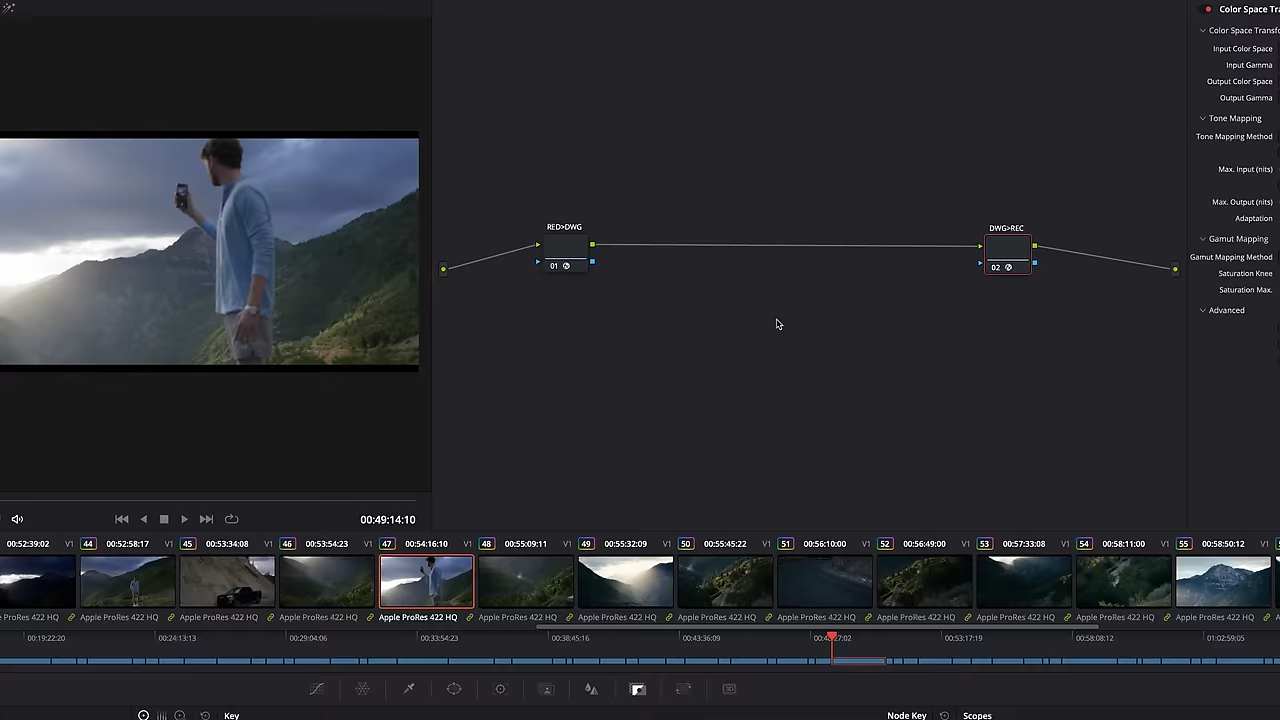 Color Space Tra
Color Space Transfo
Input Color Space
Input Gamma
Output Color Space
Output Gamma
Tone Mapping
Tone Mapping Method
Max. Input (nits)
Max. Output (nits)
Adaptation
Gamut Mapping
Gamut Mapping Method
Saturation Knee
Saturation Max.
Advanced
RED>DWG
01
DWG>REC
02
00:49:14:10
00:52:39:02 V1 44 00:52:58:17 V1 45 00:53:34:08 V1 46 00:53:54:23 V1 47 00:54:16:10 V1 48 00:55:09:11 V1 49 00:55:32:09 V1 50 00:55:45:22 V1 51 00:56:10:00 V1 52 00:56:49:00 V1 53 00:57:33:08 V1 54 00:58:11:00 V1 55 00:58:50:12 V1
e ProRes 422 HQ Apple ProRes 422 HQ Apple ProRes 422 HQ Apple ProRes 422 HQ Apple ProRes 422 HQ Apple ProRes 422 HQ Apple ProRes 422 HQ Apple ProRes 422 HQ Apple ProRes 422 HQ Apple ProRes 422 HQ Apple ProRes 422 HQ Apple ProRes 422 HQ Apple ProRes 422 HQ
00:19:22:20 00:24:13:13 00:29:04:06 00:33:54:23 00:38:45:16 00:43:36:09 00:53:17:19 00:58:08:12 01:02:59:05
Key Node Key Scopes